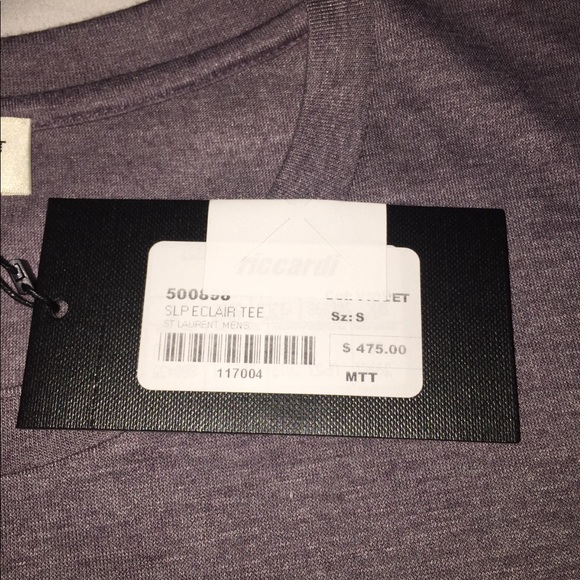 riccardi
500898
SLP ECLAIR TEE
ST LAURENT MENS
Sz: S
$ 475.00
117004
MTT